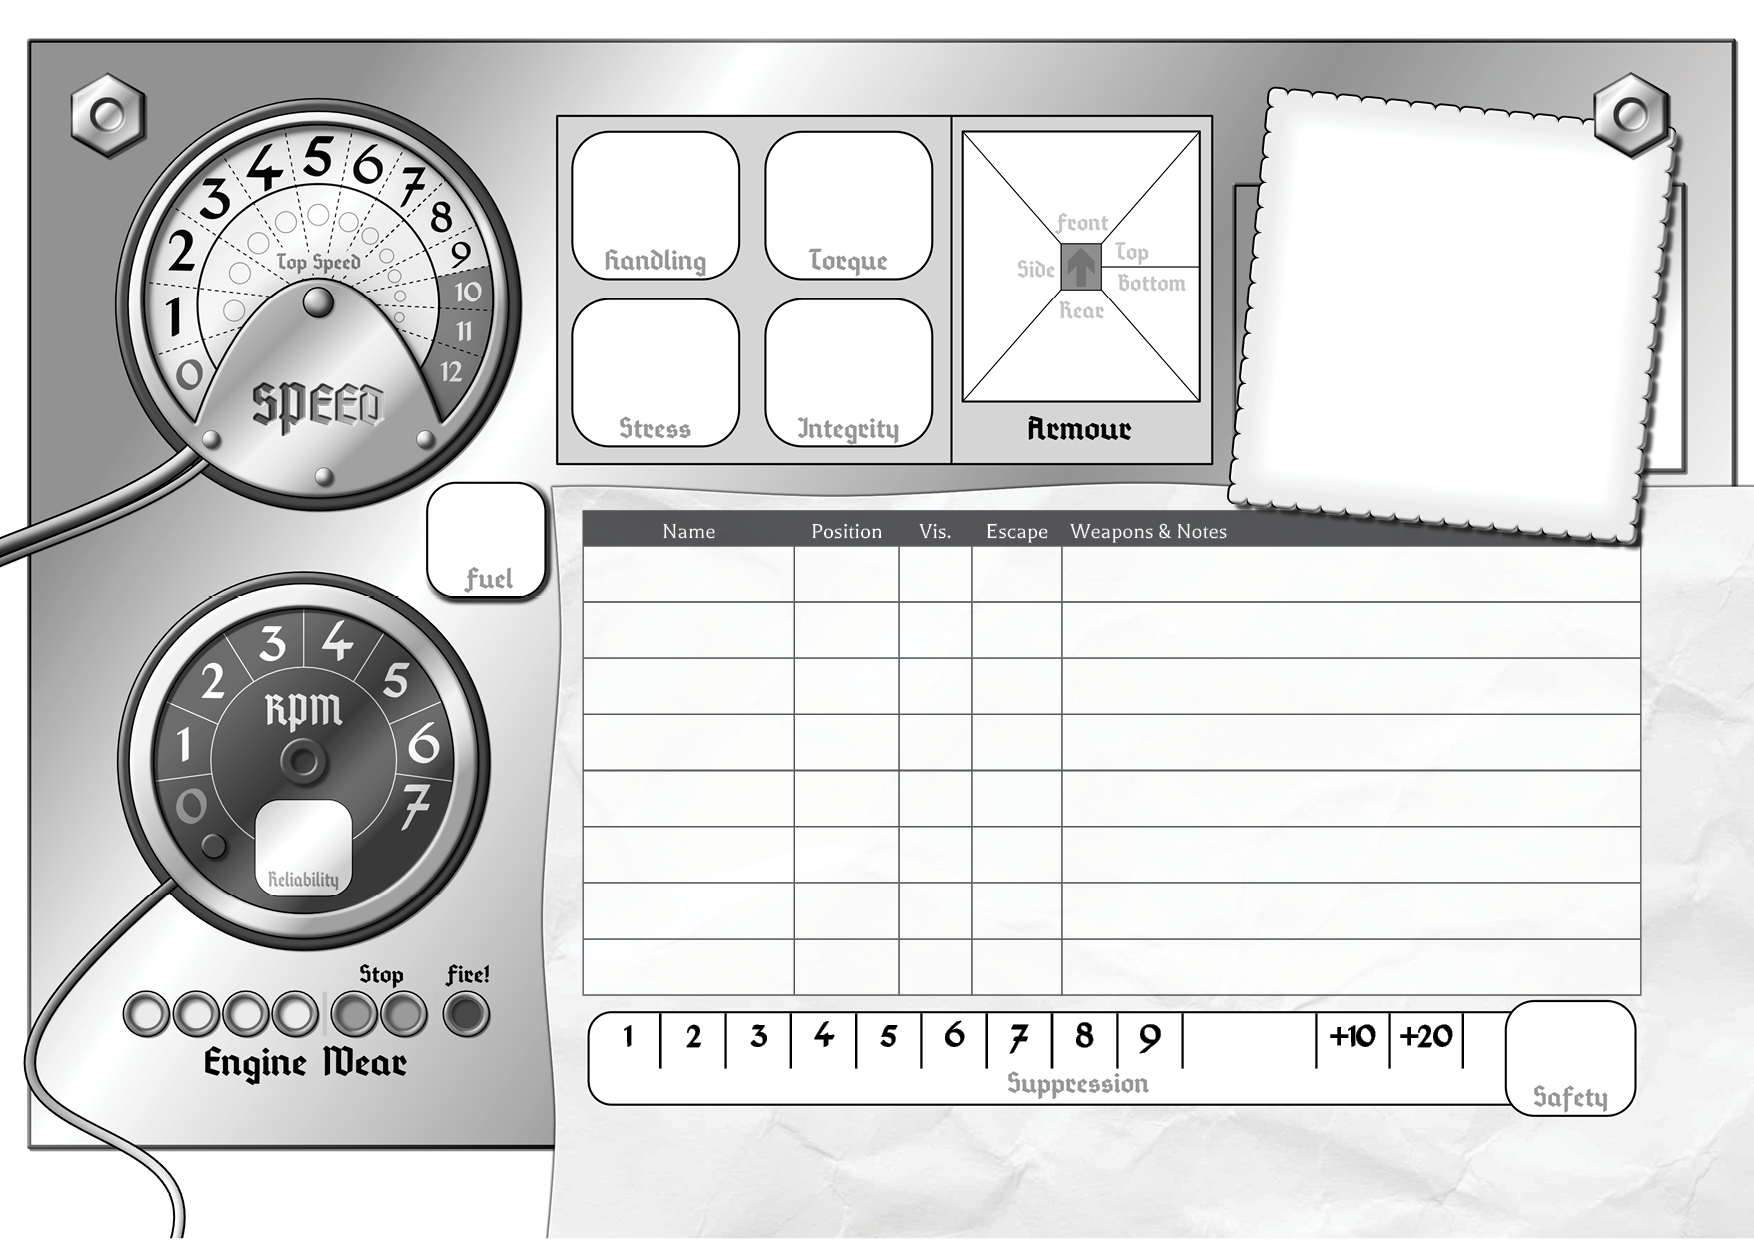 0 1 2 3 4 5 6 7 8 9 10 11 12
Top Speed
SPEED
Handling
Torque
Stress
Integrity
Front
Side
Top
Bottom
Rear
Armour
Fuel
0 1 2 3 4 5 6 7
RPM
Reliability
Stop
Fire!
Engine Wear
Name Position Vis. Escape Weapons & Notes
1 2 3 4 5 6 7 8 9 +10 +20
Suppression
Safety